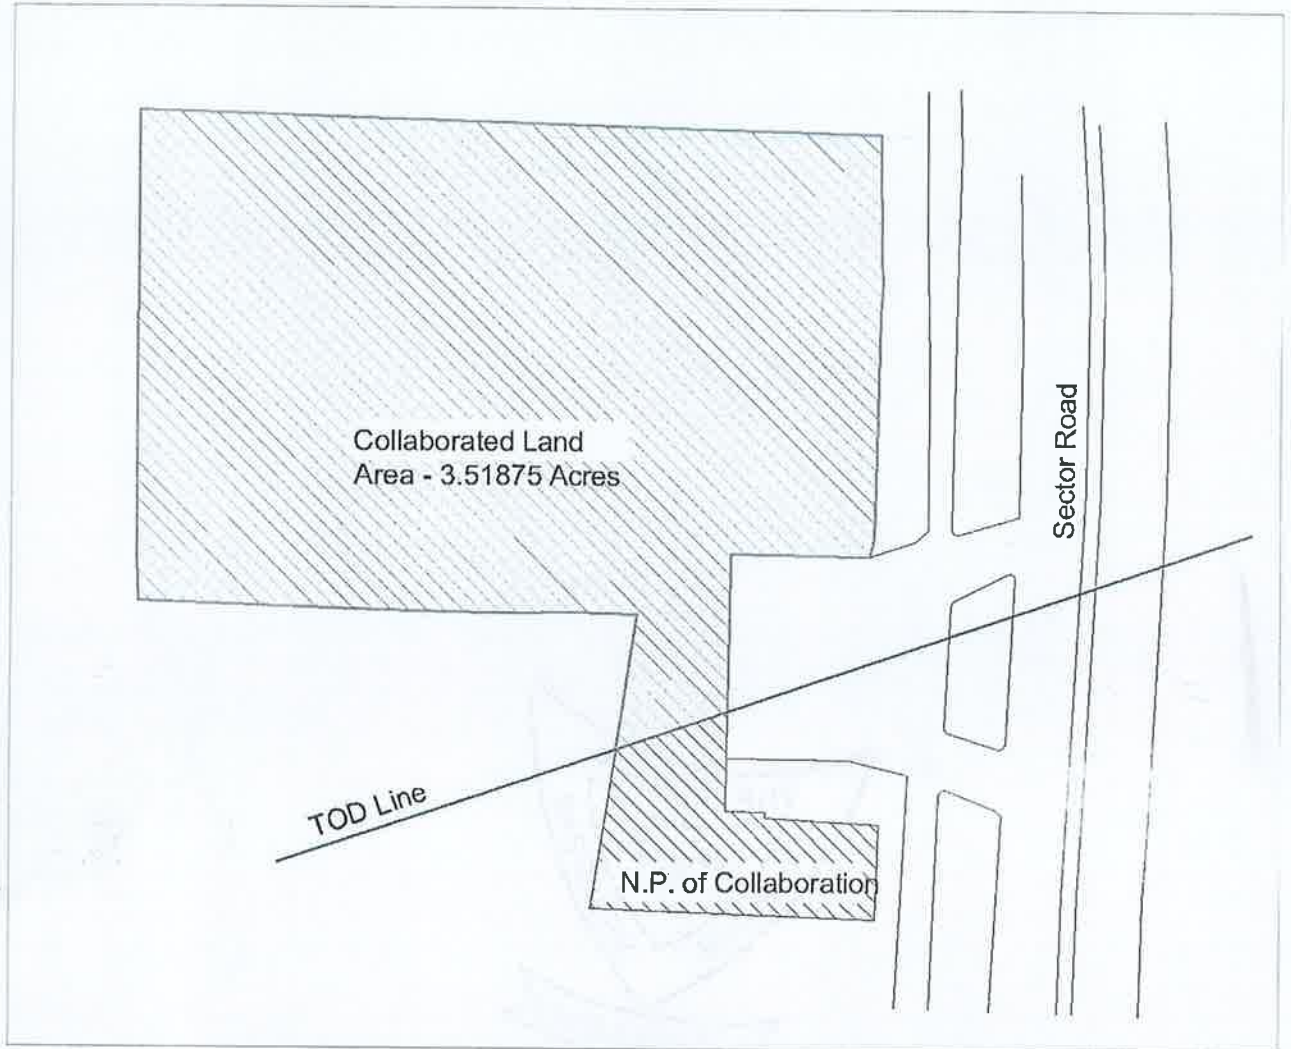 Collaborated Land
Area - 3.51875 Acres
Sector Road
TOD Line
N.P. of Collaboration